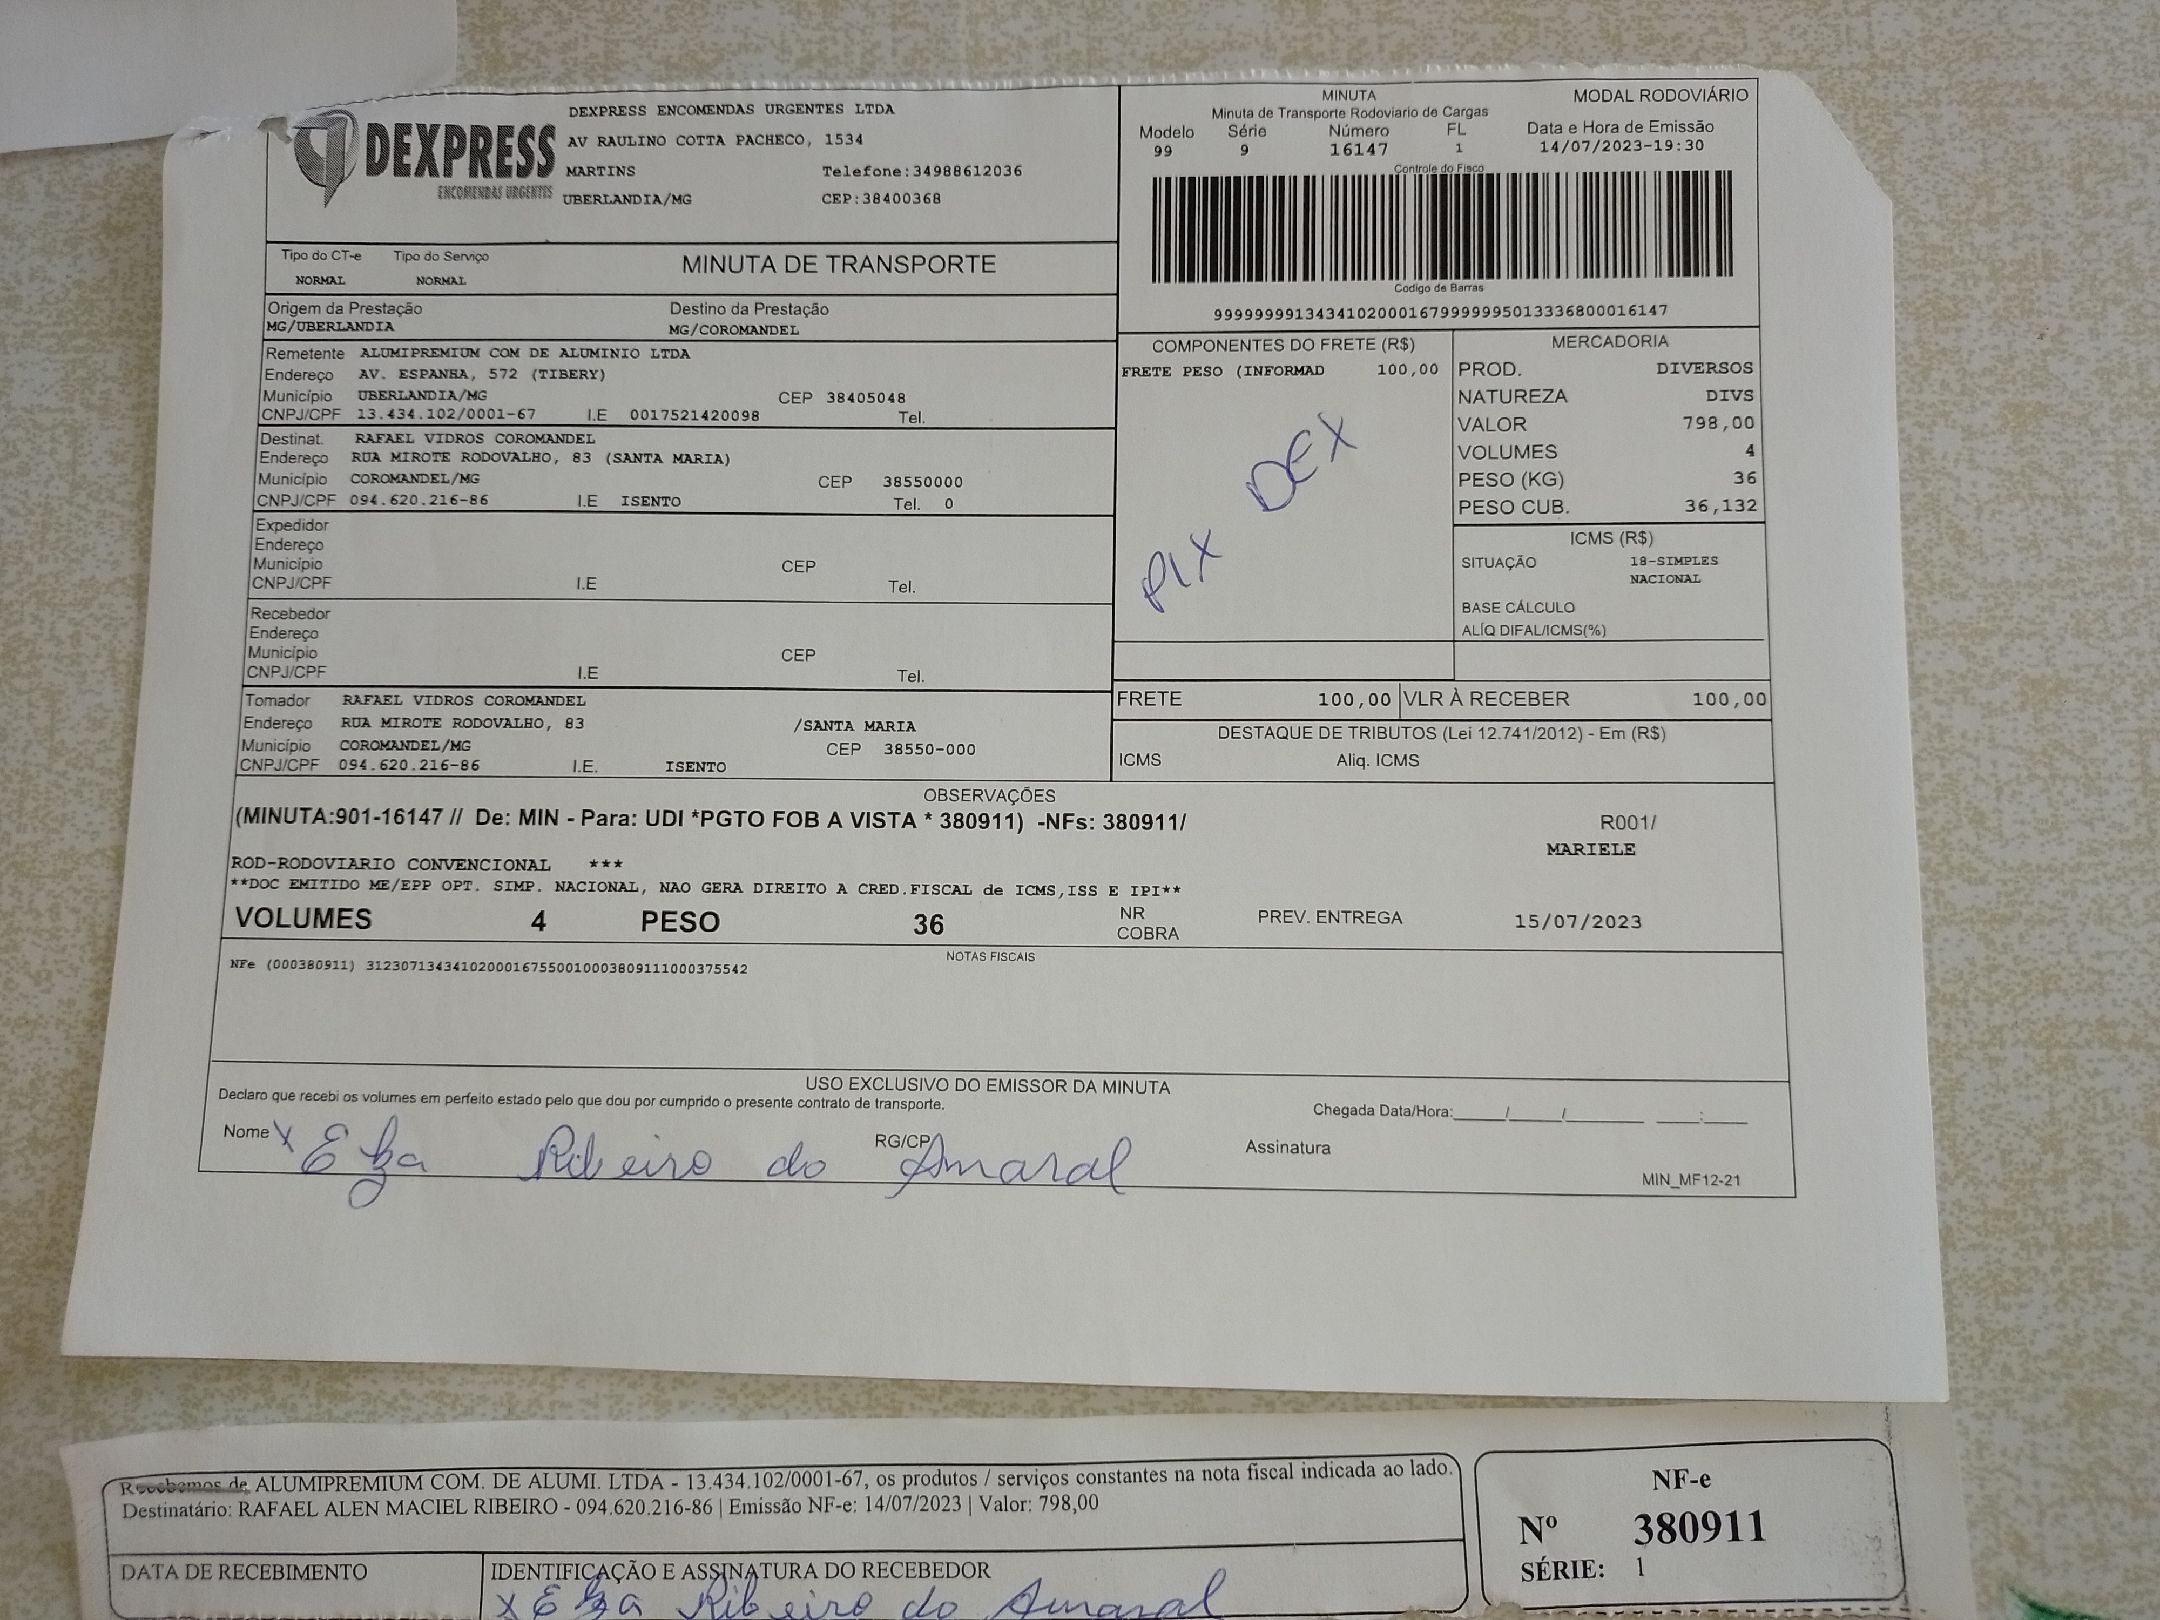 DEXPRESS
ENCOMENDAS URGENTES
DEXPRESS ENCOMENDAS URGENTES LTDA
AV RAULINO COTTA PACHECO, 1534
MARTINS Telefone:34988612036
UBERLANDIA/MG CEP:38400368
MINUTA MODAL RODOVIÁRIO
Minuta de Transporte Rodoviario de Cargas
Modelo Série Número FL Data e Hora de Emissão
99 9 16147 1 14/07/2023-19:30
Controle do Fisco
Codigo de Barras
99999999134341020001679999995013336800016147
Tipo do CT-e Tipo do Serviço MINUTA DE TRANSPORTE
NORMAL NORMAL
Origem da Prestação Destino da Prestação
MG/UBERLANDIA MG/COROMANDEL
Remetente ALUMIPREMIUM COM DE ALUMINIO LTDA
Endereço AV. ESPANHA, 572 (TIBERY)
Município UBERLANDIA/MG CEP 38405048
CNPJ/CPF 13.434.102/0001-67 I.E 0017521420098 Tel.
Destinat. RAFAEL VIDROS COROMANDEL
Endereço RUA MIROTE RODOVALHO, 83 (SANTA MARIA)
Município COROMANDEL/MG CEP 38550000
CNPJ/CPF 094.620.216-86 I.E ISENTO Tel. 0
Expedidor
Endereço
Município CEP
CNPJ/CPF I.E Tel.
Recebedor
Endereço
Município CEP
CNPJ/CPF I.E Tel.
Tomador RAFAEL VIDROS COROMANDEL
Endereço RUA MIROTE RODOVALHO, 83 /SANTA MARIA
Município COROMANDEL/MG CEP 38550-000
CNPJ/CPF 094.620.216-86 I.E. ISENTO
COMPONENTES DO FRETE (R$)
FRETE PESO (INFORMAD 100,00
PIX DEX
MERCADORIA
PROD. DIVERSOS
NATUREZA DIVS
VALOR 798,00
VOLUMES 4
PESO (KG) 36
PESO CUB. 36,132
ICMS (R$)
SITUAÇÃO 18-SIMPLES
NACIONAL
BASE CÁLCULO
ALÍQ DIFAL/ICMS(%)
FRETE 100,00 VLR À RECEBER 100,00
DESTAQUE DE TRIBUTOS (Lei 12.741/2012) - Em (R$)
ICMS Aliq. ICMS
OBSERVAÇÕES
(MINUTA:901-16147 // De: MIN - Para: UDI *PGTO FOB A VISTA * 380911) -NFs: 380911/ R001/
MARIELE
ROD-RODOVIARIO CONVENCIONAL ***
**DOC EMITIDO ME/EPP OPT. SIMP. NACIONAL, NAO GERA DIREITO A CRED.FISCAL de ICMS,ISS E IPI**
VOLUMES 4 PESO 36 NR COBRA PREV. ENTREGA 15/07/2023
NOTAS FISCAIS
NFe (000380911) 31230713434102000167550010003809111000375542
USO EXCLUSIVO DO EMISSOR DA MINUTA
Declaro que recebi os volumes em perfeito estado pelo que dou por cumprido o presente contrato de transporte.
Chegada Data/Hora:_____/_____/________ ____:____
Nome x Elza Ribeiro do Amaral RG/CP Assinatura
MIN_MF12-21
Recebemos de ALUMIPREMIUM COM. DE ALUMI. LTDA - 13.434.102/0001-67, os produtos / serviços constantes na nota fiscal indicada ao lado.
Destinatário: RAFAEL ALEN MACIEL RIBEIRO - 094.620.216-86 | Emissão NF-e: 14/07/2023 | Valor: 798,00
DATA DE RECEBIMENTO IDENTIFICAÇÃO E ASSINATURA DO RECEBEDOR
x Elza Ribeiro do Amaral
NF-e
Nº 380911
SÉRIE: 1